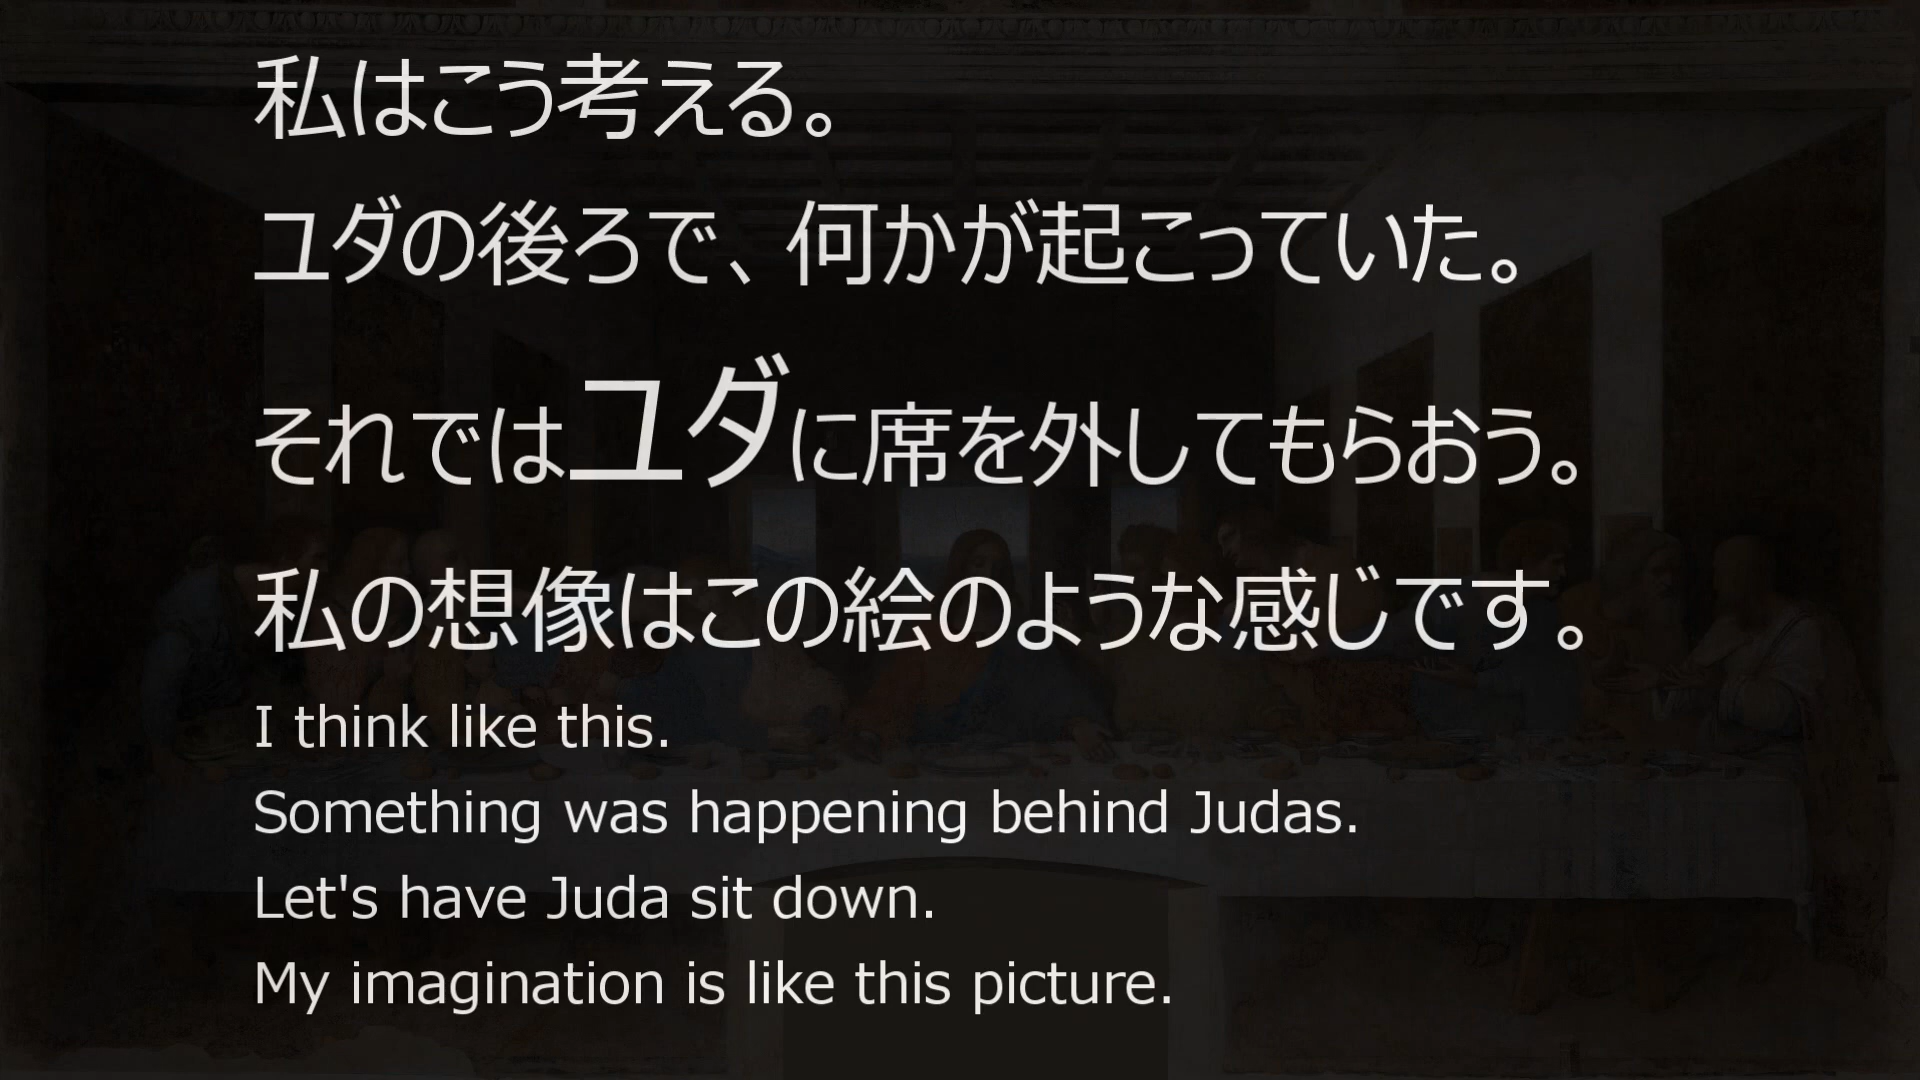 私はこう考える。
ユダの後ろで、何かが起こっていた。
それではユダに席を外してもらおう。
私の想像はこの絵のような感じです。
I think like this.
Something was happening behind Judas.
Let's have Juda sit down.
My imagination is like this picture.